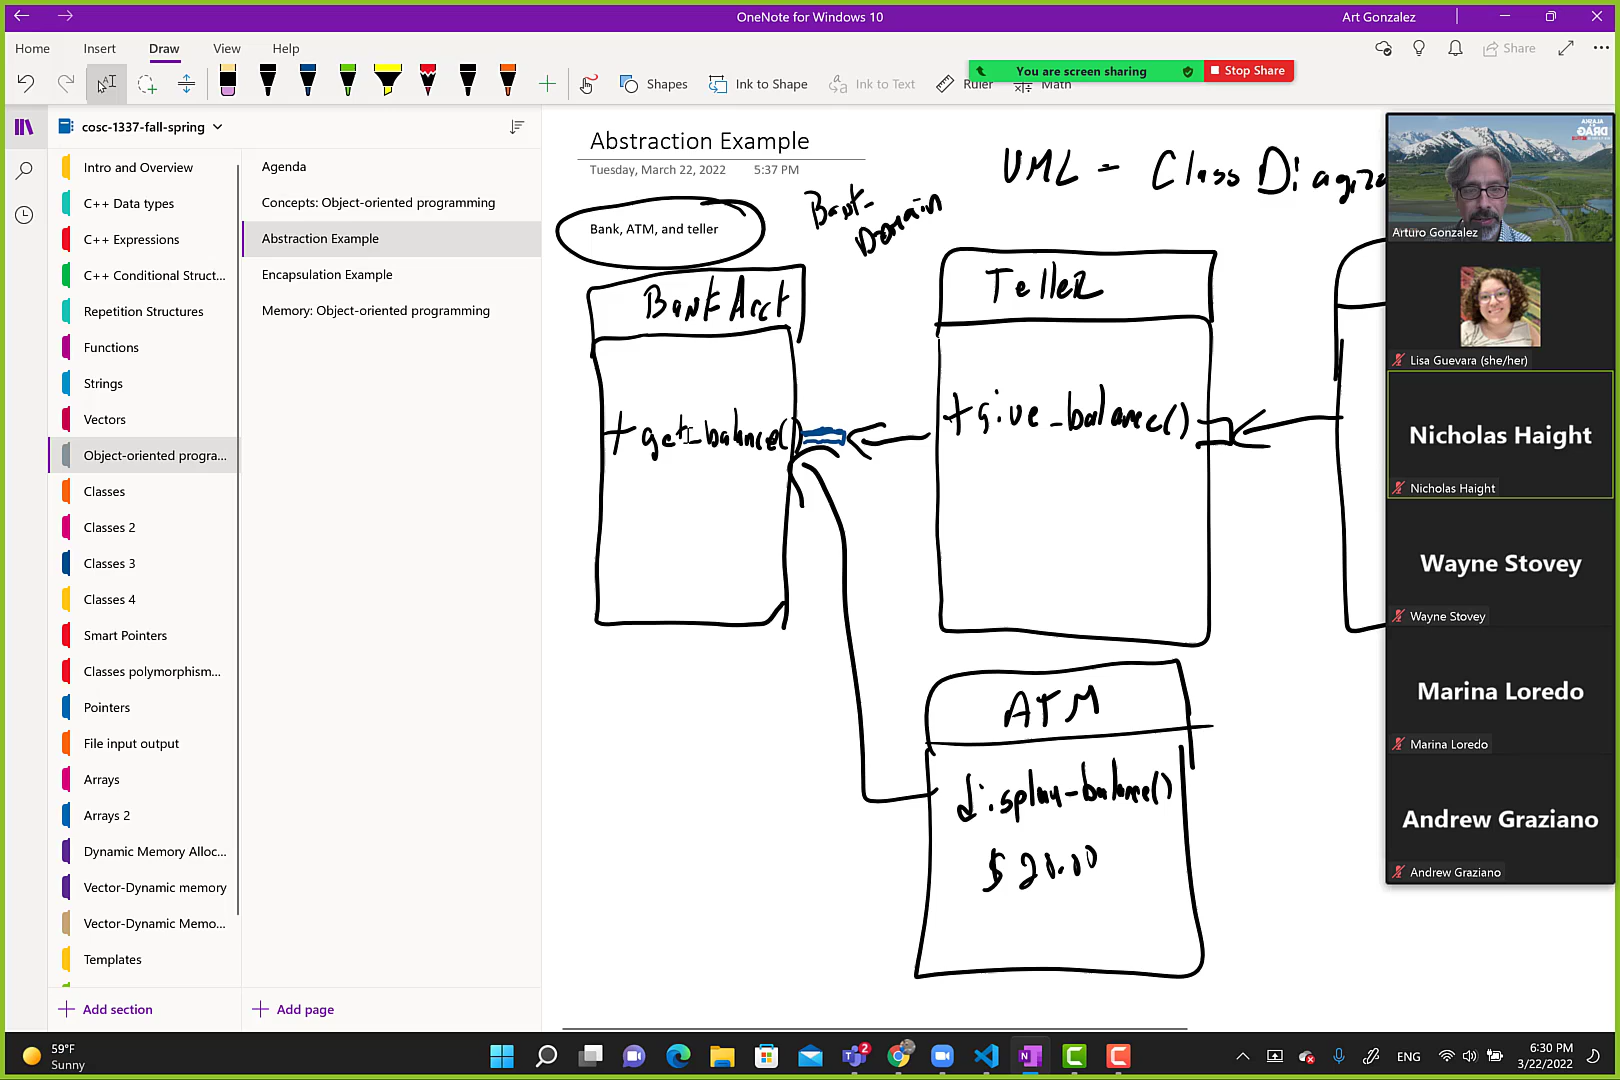 OneNote for Windows 10
Art Gonzalez
Home Insert Draw View Help
Share
Shapes
Ink to Shape
Ink to Text
Ruler
Math
You are screen sharing
Stop Share
cosc-1337-fall-spring
Intro and Overview
C++ Data types
C++ Expressions
C++ Conditional Struct...
Repetition Structures
Functions
Strings
Vectors
Object-oriented progra...
Classes
Classes 2
Classes 3
Classes 4
Smart Pointers
Classes polymorphism...
Pointers
File input output
Arrays
Arrays 2
Dynamic Memory Alloc...
Vector-Dynamic memory
Vector-Dynamic Memo...
Templates
Add section
Agenda
Concepts: Object-oriented programming
Abstraction Example
Encapsulation Example
Memory: Object-oriented programming
Add page
Abstraction Example
Tuesday, March 22, 2022 5:37 PM
UML - Class Diagra
Bank, ATM, and teller
Bank-
Domain
Bank Acct
+ get_balance()
Teller
+ give_balance()
ATM
display-balance()
$ 20.00
Arturo Gonzalez
Lisa Guevara (she/her)
Nicholas Haight
Nicholas Haight
Wayne Stovey
Wayne Stovey
Marina Loredo
Marina Loredo
Andrew Graziano
Andrew Graziano
59°F
Sunny
2
ENG
6:30 PM
3/22/2022